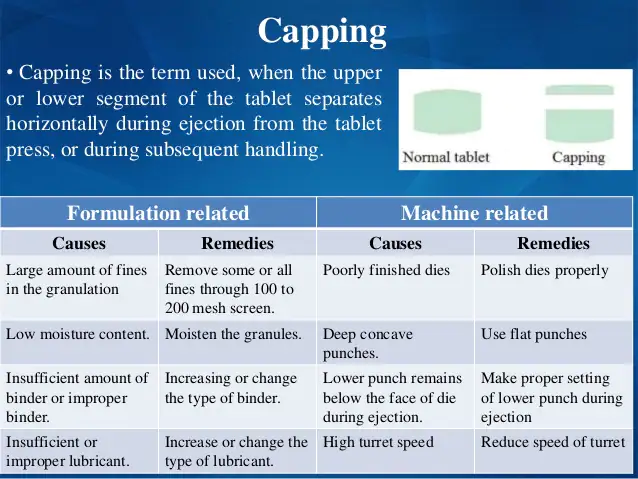 Capping
• Capping is the term used, when the upper
or lower segment of the tablet separates
horizontally during ejection from the tablet
press, or during subsequent handling.
Normal tablet
Capping
Formulation related
Machine related
Causes
Remedies
Causes
Remedies
Large amount of fines
in the granulation
Remove some or all
fines through 100 to
200 mesh screen.
Poorly finished dies
Polish dies properly
Low moisture content.
Moisten the granules.
Deep concave
punches.
Use flat punches
Insufficient amount of
binder or improper
binder.
Increasing or change
the type of binder.
Lower punch remains
below the face of die
during ejection.
Make proper setting
of lower punch during
ejection
Insufficient or
improper lubricant.
Increase or change the
type of lubricant.
High turret speed
Reduce speed of turret